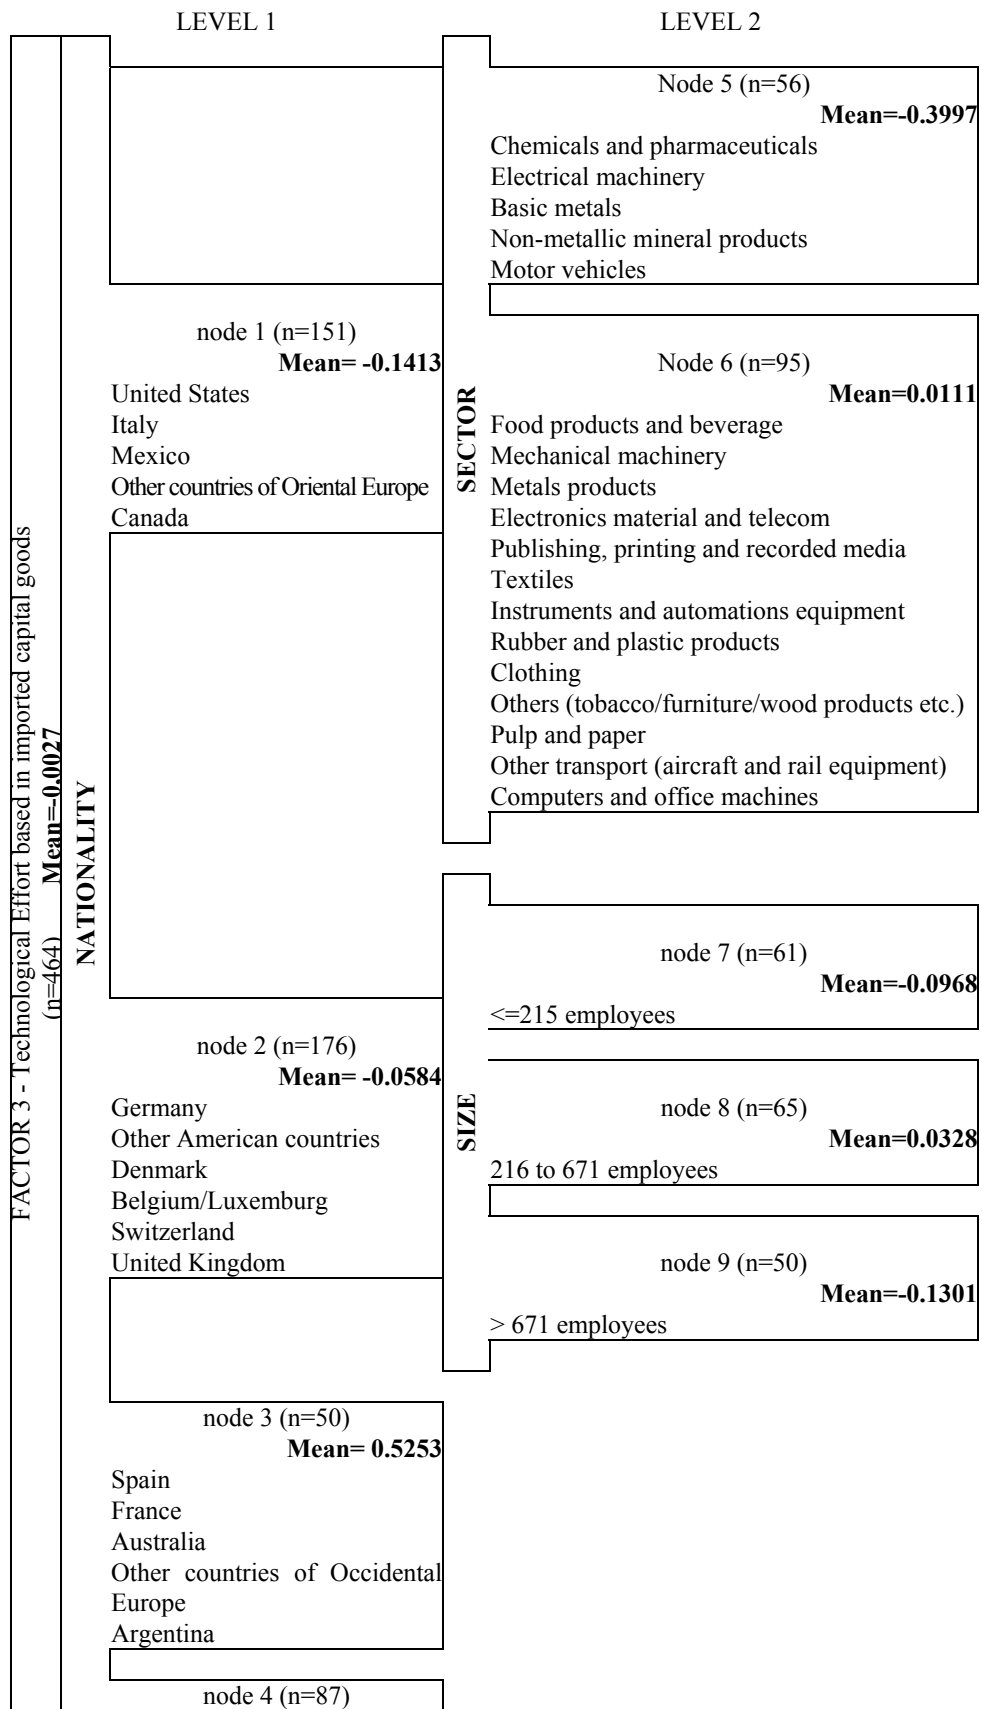 LEVEL 1
LEVEL 2
FACTOR 3 - Technological Effort based in imported capital goods
(n=464) Mean=-0.0027
NATIONALITY
node 1 (n=151)
Mean= -0.1413
United States
Italy
Mexico
Other countries of Oriental Europe
Canada
SECTOR
Node 5 (n=56)
Mean=-0.3997
Chemicals and pharmaceuticals
Electrical machinery
Basic metals
Non-metallic mineral products
Motor vehicles
Node 6 (n=95)
Mean=0.0111
Food products and beverage
Mechanical machinery
Metals products
Electronics material and telecom
Publishing, printing and recorded media
Textiles
Instruments and automations equipment
Rubber and plastic products
Clothing
Others (tobacco/furniture/wood products etc.)
Pulp and paper
Other transport (aircraft and rail equipment)
Computers and office machines
node 2 (n=176)
Mean= -0.0584
Germany
Other American countries
Denmark
Belgium/Luxemburg
Switzerland
United Kingdom
SIZE
node 7 (n=61)
Mean=-0.0968
<=215 employees
node 8 (n=65)
Mean=0.0328
216 to 671 employees
node 9 (n=50)
Mean=-0.1301
> 671 employees
node 3 (n=50)
Mean= 0.5253
Spain
France
Australia
Other countries of Occidental
Europe
Argentina
node 4 (n=87)